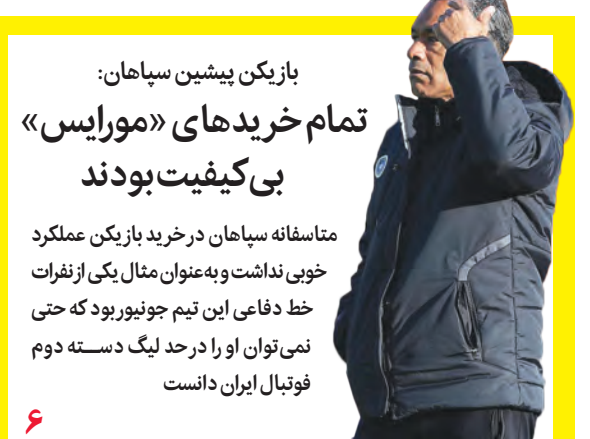 بازیکن پیشین سپاهان:
تمام خریدهای «مورایس»
بی‌کیفیت بودند
متاسفانه سپاهان در خرید بازیکن عملکرد
خوبی نداشت و به‌عنوان مثال یکی از نفرات
خط دفاعی این تیم جونیور بود که حتی
نمی‌توان او را در حد لیگ دســته دوم
فوتبال ایران دانست
۶